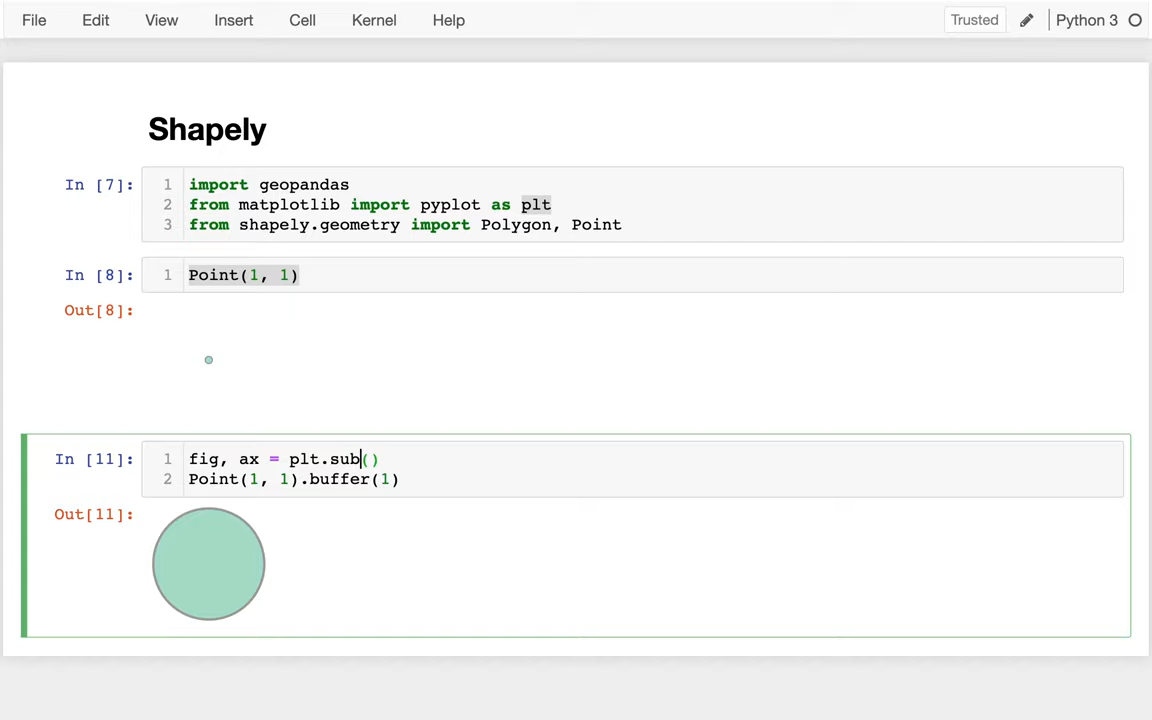 File Edit View Insert Cell Kernel Help Trusted Python 3
Shapely
In [7]: 1 import geopandas
2 from matplotlib import pyplot as plt
3 from shapely.geometry import Polygon, Point
In [8]: 1 Point(1, 1)
Out[8]:
In [11]: 1 fig, ax = plt.sub()
2 Point(1, 1).buffer(1)
Out[11]: